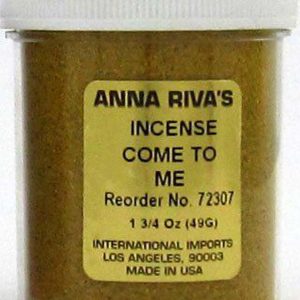 ANNA RIVA'S
INCENSE
COME TO
ME
Reorder No. 72307
1 3/4 Oz (49G)
INTERNATIONAL IMPORTS
LOS ANGELES, 90003
MADE IN USA